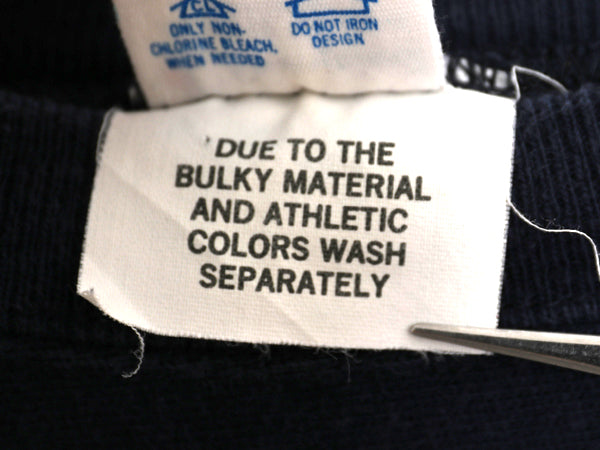 CL
ONLY NON-
CHLORINE BLEACH,
WHEN NEEDED
DO NOT IRON
DESIGN
DUE TO THE
BULKY MATERIAL
AND ATHLETIC
COLORS WASH
SEPARATELY